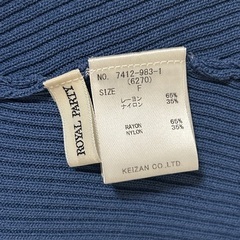 ROYAL PARTY
NO. 7412-983-1
(6270)
SIZE F
レーヨン 65%
ナイロン 35%
RAYON 65%
NYLON 35%
KEIZAN CO.LTD